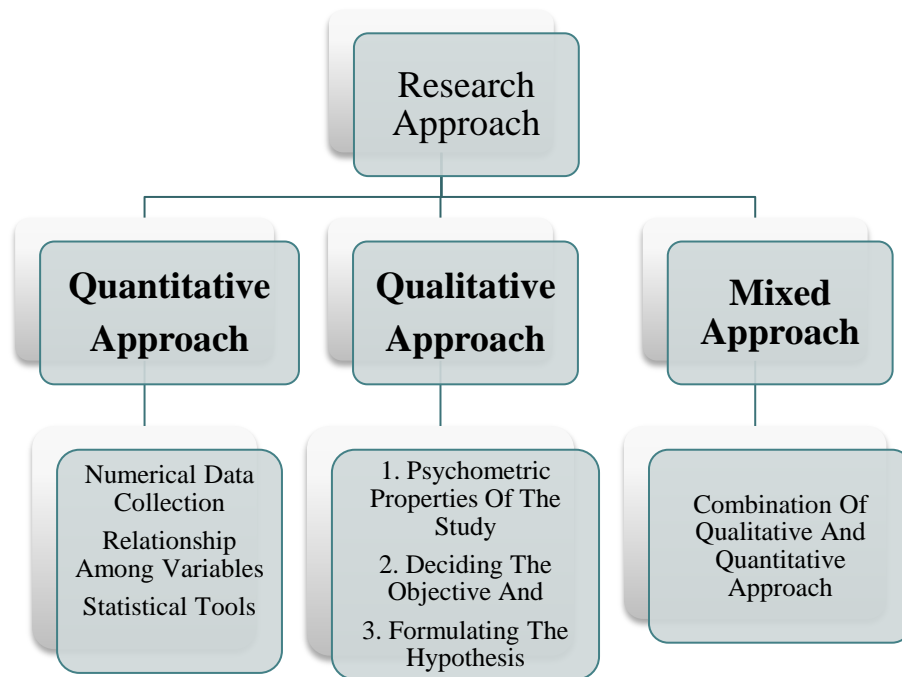 Research
Approach
Quantitative
Approach
Qualitative
Approach
Mixed
Approach
Numerical Data
Collection
Relationship
Among Variables
Statistical Tools
1. Psychometric
Properties Of The
Study
2. Deciding The
Objective And
3. Formulating The
Hypothesis
Combination Of
Qualitative And
Quantitative
Approach